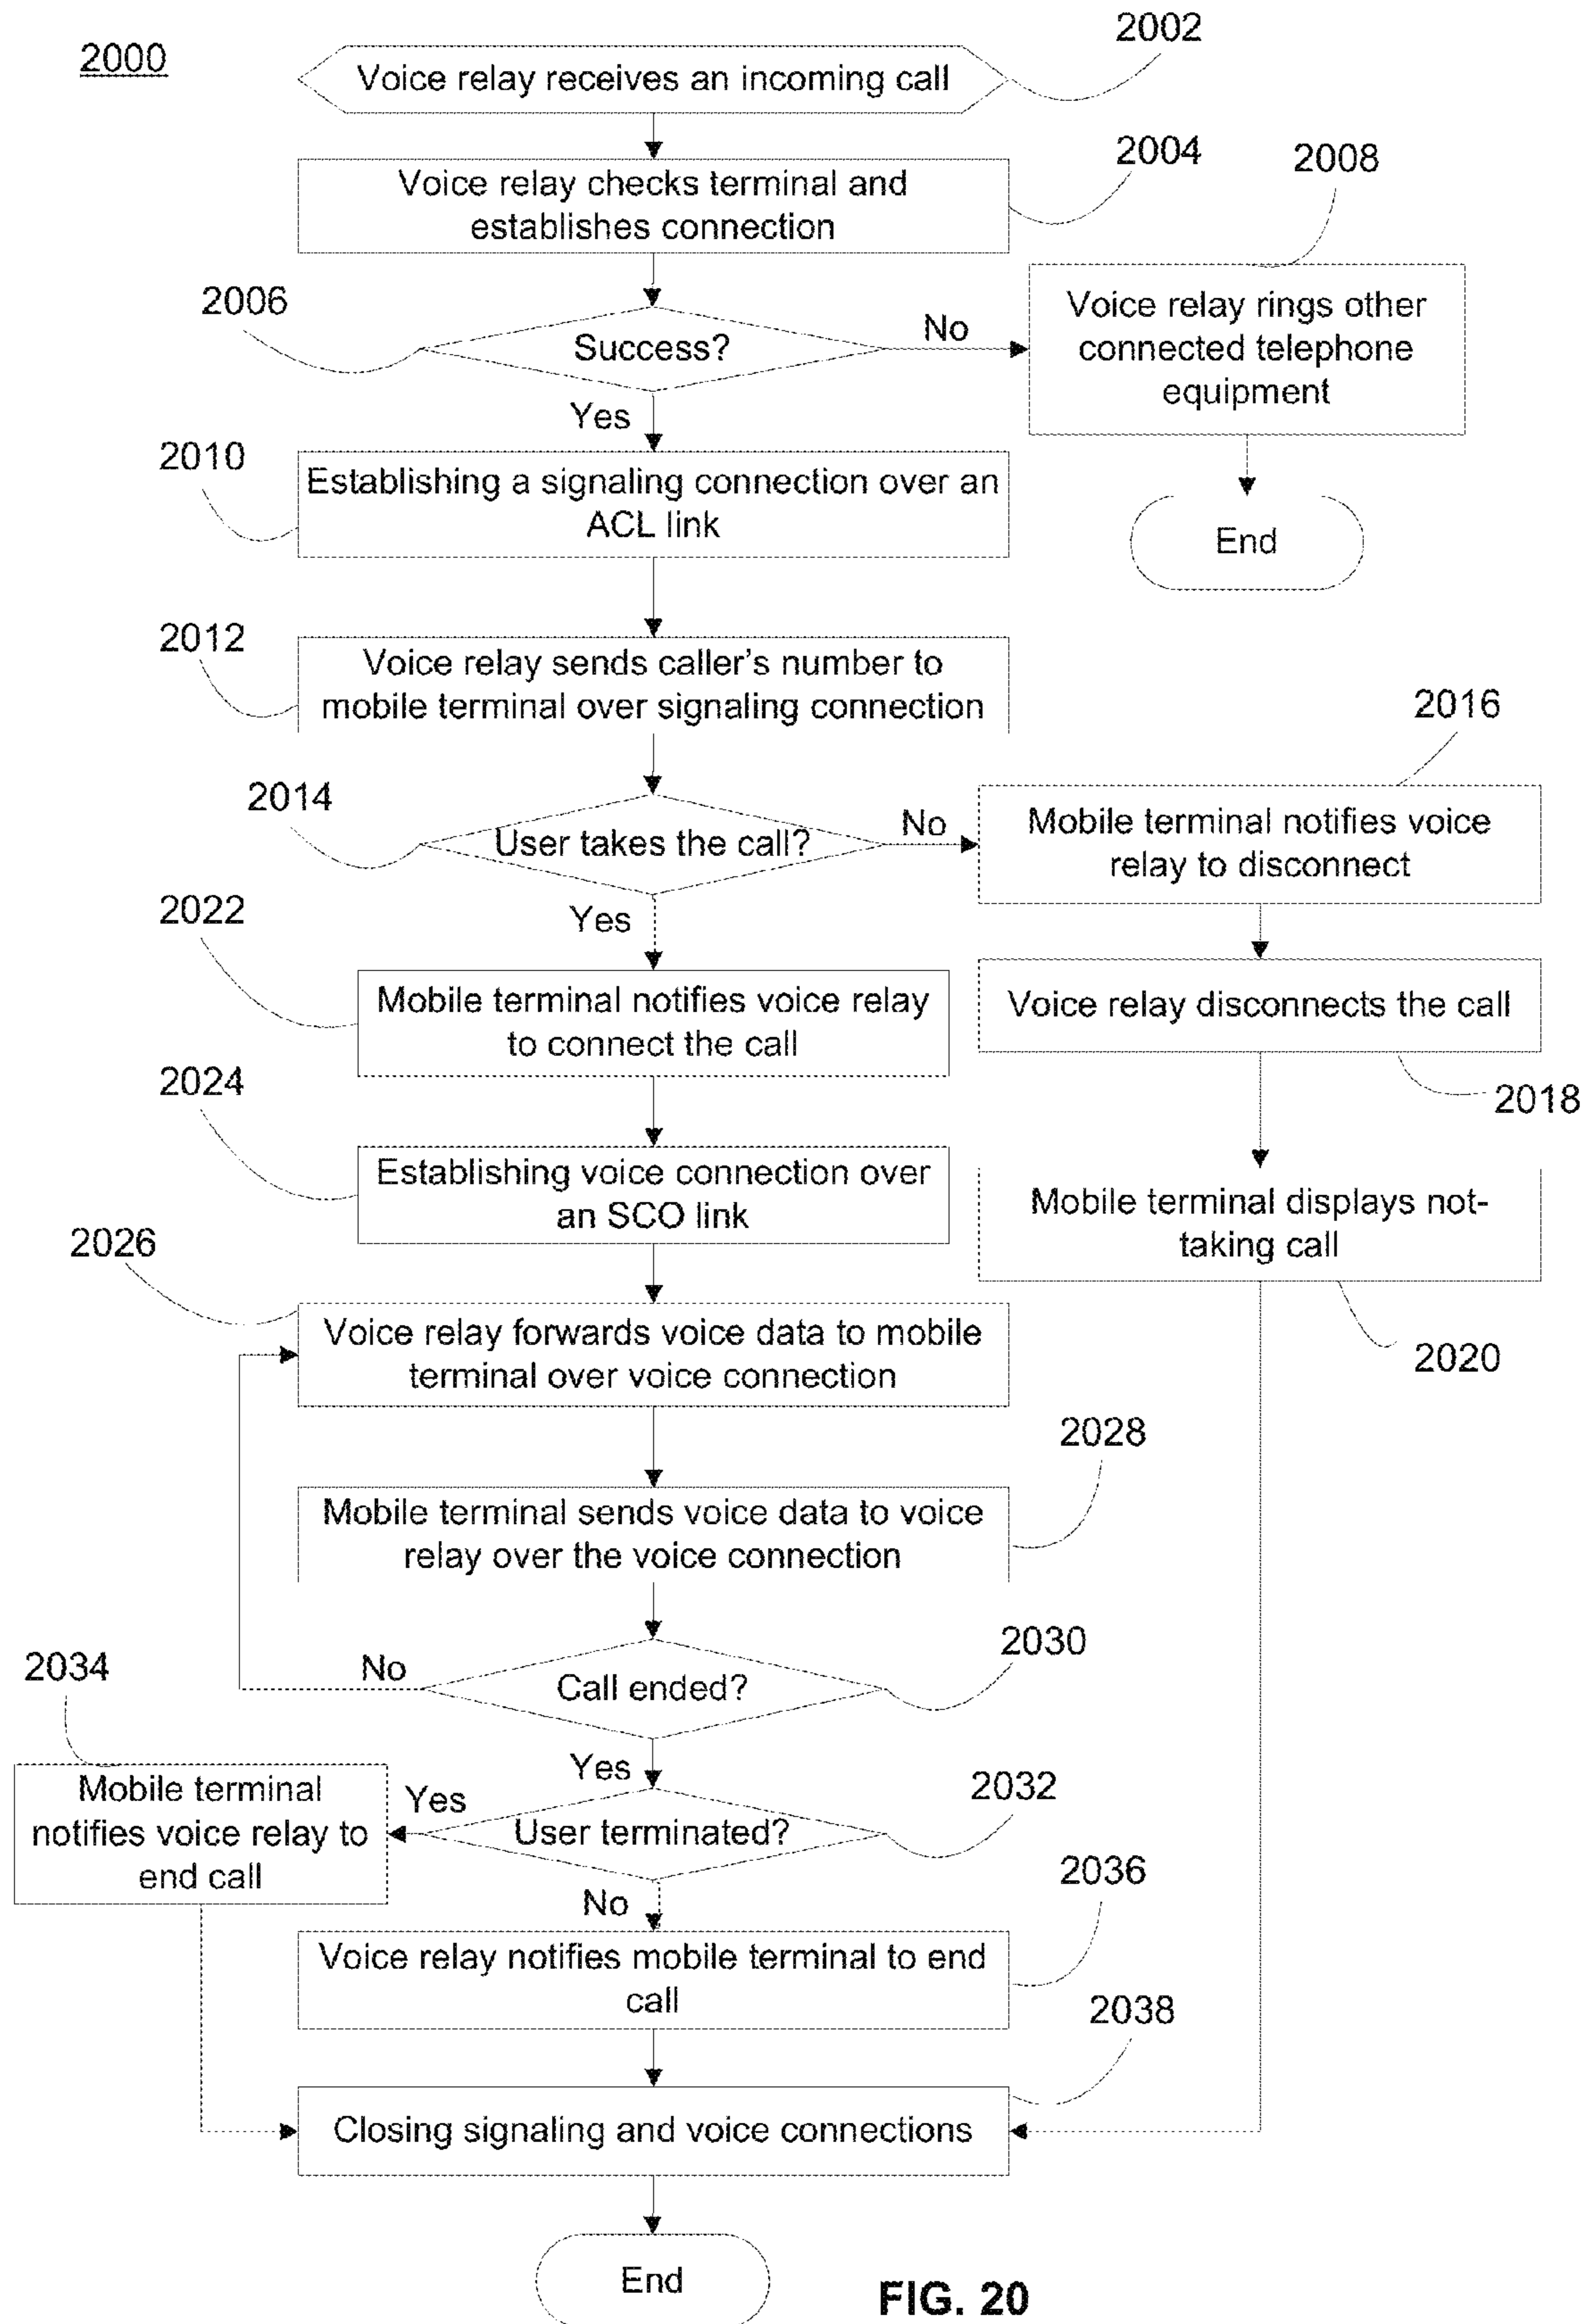 2000
2002
Voice relay receives an incoming call
2004
2008
Voice relay checks terminal and
establishes connection
2006
Success?
No
Voice relay rings other
connected telephone
equipment
Yes
2010
Establishing a signaling connection over an
ACL link
End
2012
Voice relay sends caller's number to
mobile terminal over signaling connection
2016
2014
User takes the call?
No
Mobile terminal notifies voice
relay to disconnect
Yes
2022
Mobile terminal notifies voice relay
to connect the call
Voice relay disconnects the call
2018
2024
Establishing voice connection over
an SCO link
Mobile terminal displays not-
taking call
2020
2026
Voice relay forwards voice data to mobile
terminal over voice connection
2028
Mobile terminal sends voice data to voice
relay over the voice connection
2030
Call ended?
No
Yes
2034
Mobile terminal
notifies voice relay to
end call
2032
User terminated?
Yes
No
2036
Voice relay notifies mobile terminal to end
call
2038
Closing signaling and voice connections
End
FIG. 20